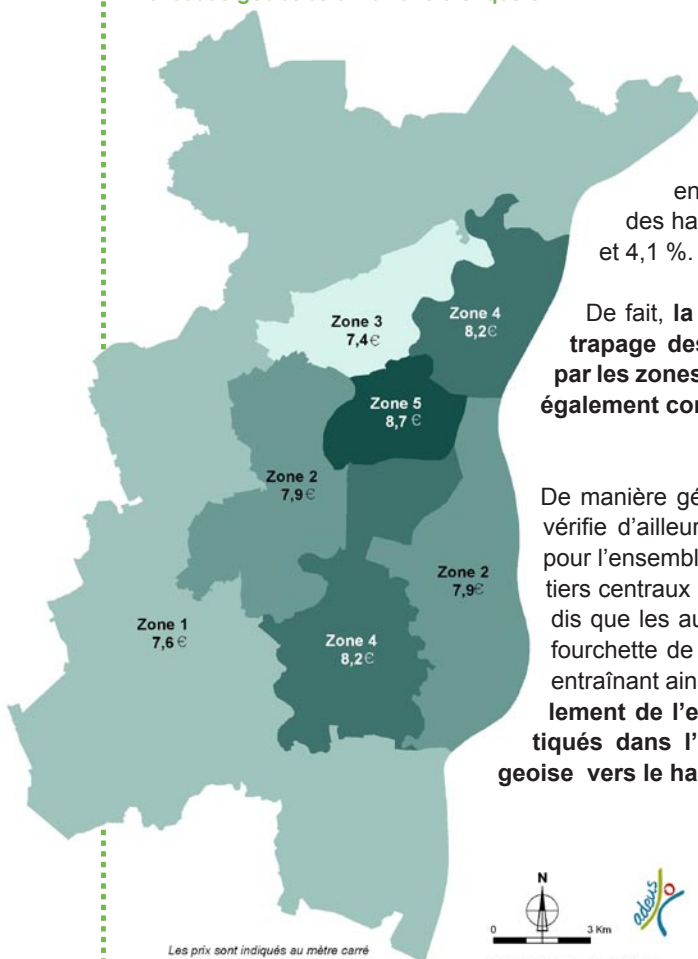 en
des ha
et 4,1 %.
De fait, la
trapage des
par les zones
également con
De manière gé
vérifie d'ailleur
pour l'ensembl
tiers centraux
dis que les au
fourchette de
entraînant ain
lement de l'e
tiqués dans l'
geoise vers le ha
Zone 3
7,4€
Zone 4
8,2€
Zone 5
8,7 €
Zone 2
7,9€
Zone 2
7,9€
Zone 1
7,6 €
Zone 4
8,2€
N
0 3 Km
adeus
Les prix sont indiqués au mètre carré